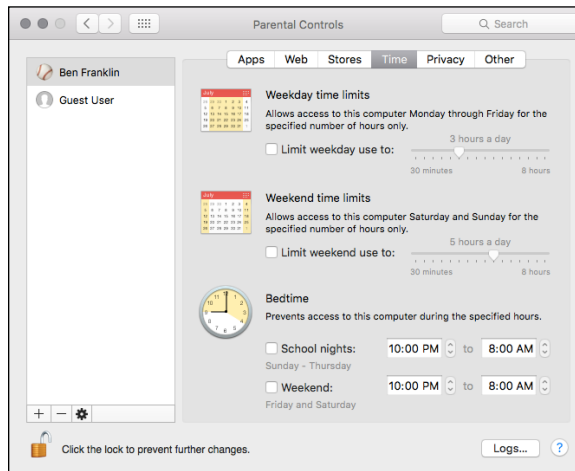 Parental Controls
Search
Apps Web Stores Time Privacy Other
Ben Franklin
Guest User
Weekday time limits
Allows access to this computer Monday through Friday for the
specified number of hours only.
3 hours a day
Limit weekday use to:
30 minutes 8 hours
Weekend time limits
Allows access to this computer Saturday and Sunday for the
specified number of hours only.
5 hours a day
Limit weekend use to:
30 minutes 8 hours
Bedtime
Prevents access to this computer during the specified hours.
School nights: 10:00 PM to 8:00 AM
Sunday - Thursday
Weekend: 10:00 PM to 8:00 AM
Friday and Saturday
Click the lock to prevent further changes.
Logs... ?